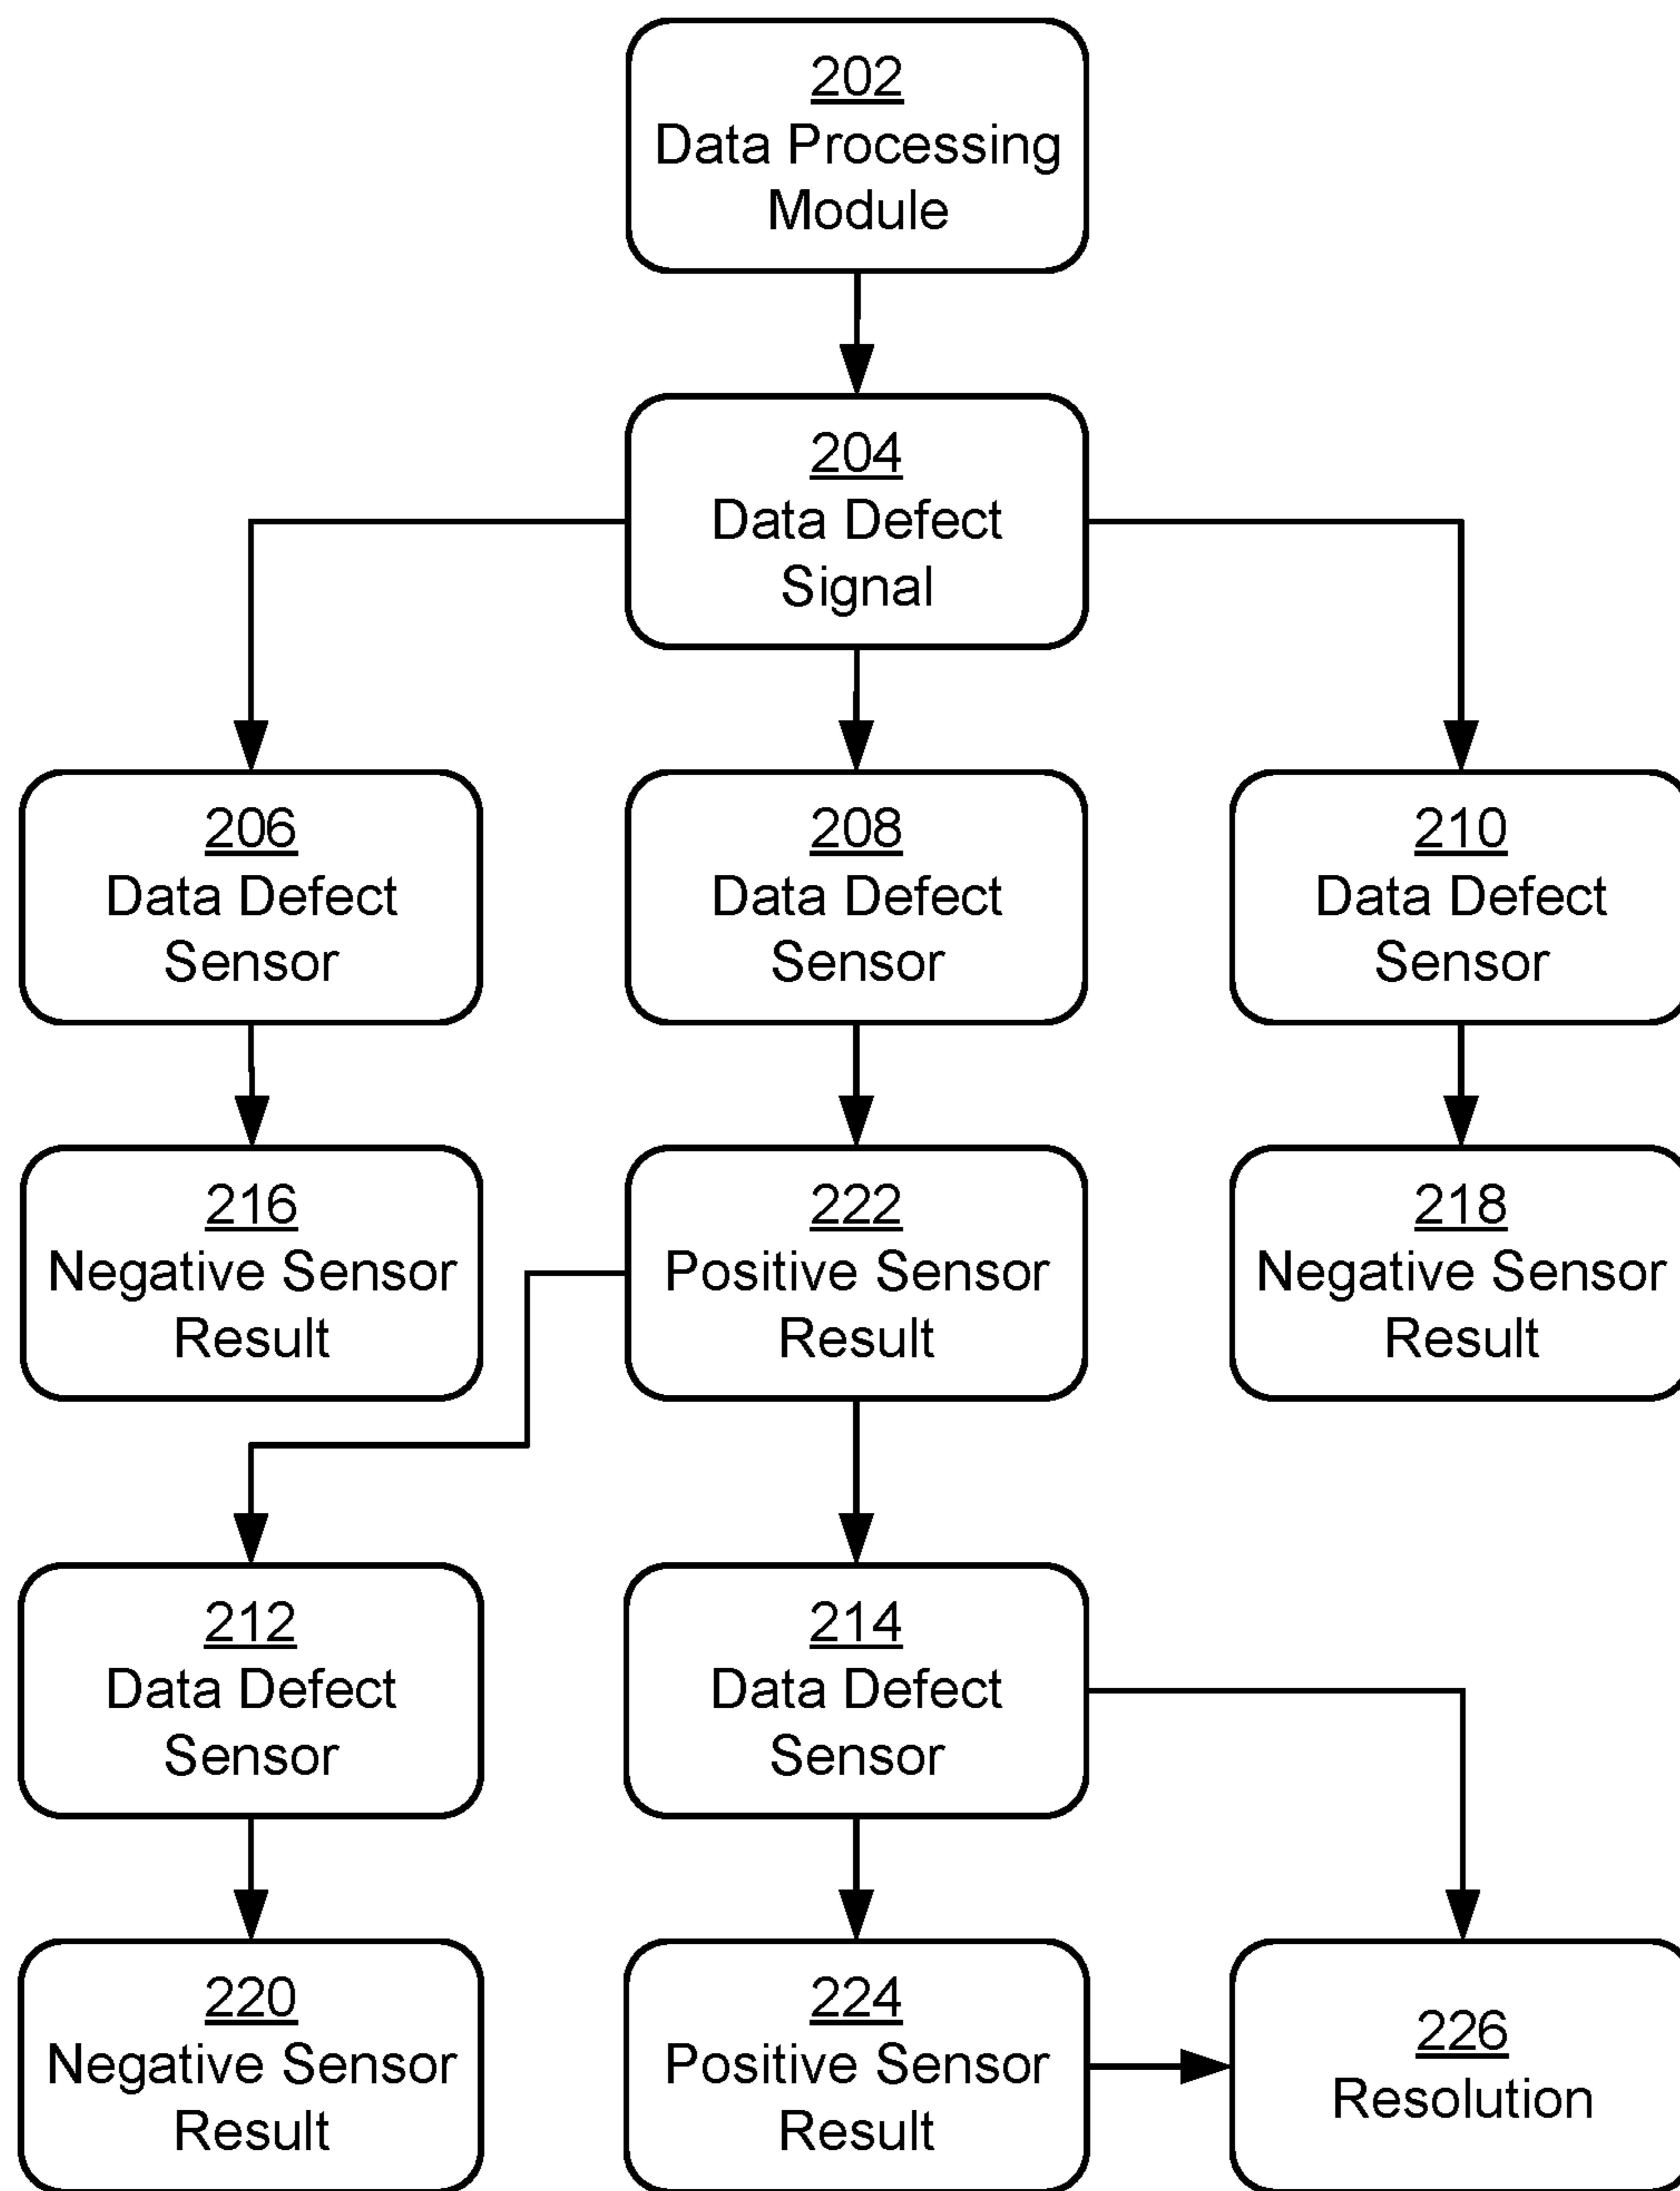 202
Data Processing
Module
204
Data Defect
Signal
206
Data Defect
Sensor
208
Data Defect
Sensor
210
Data Defect
Sensor
216
Negative Sensor
Result
222
Positive Sensor
Result
218
Negative Sensor
Result
212
Data Defect
Sensor
214
Data Defect
Sensor
220
Negative Sensor
Result
224
Positive Sensor
Result
226
Resolution